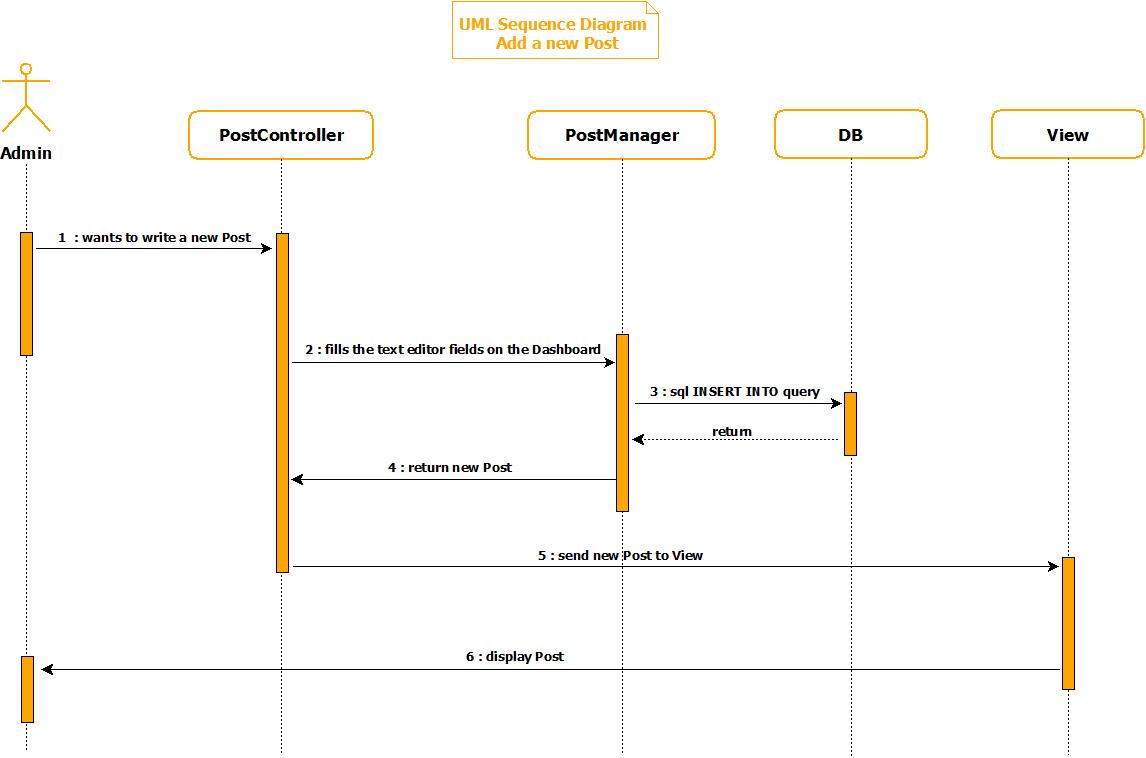 UML Sequence Diagram
Add a new Post
Admin
PostController
PostManager
DB
View
1 : wants to write a new Post
2 : fills the text editor fields on the Dashboard
3 : sql INSERT INTO query
return
4 : return new Post
5 : send new Post to View
6 : display Post